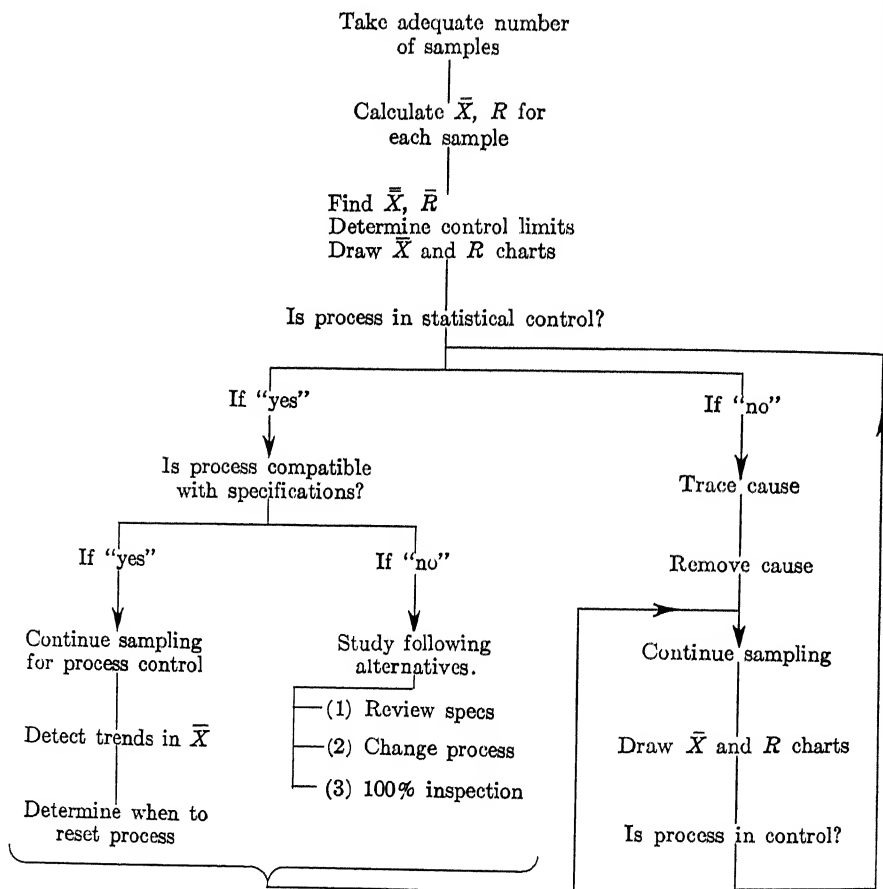 Take adequate number
of samples
Calculate X̄, R for
each sample
Find X̿, R̄
Determine control limits
Draw X̄ and R charts
Is process in statistical control?
If “yes”
If “no”
Is process compatible
with specifications?
Trace cause
If “yes”
If “no”
Remove cause
Continue sampling
for process control
Study following
alternatives.
Continue sampling
(1) Review specs
Detect trends in X̿
(2) Change process
Draw X̄ and R charts
(3) 100% inspection
Determine when to
reset process
Is process in control?